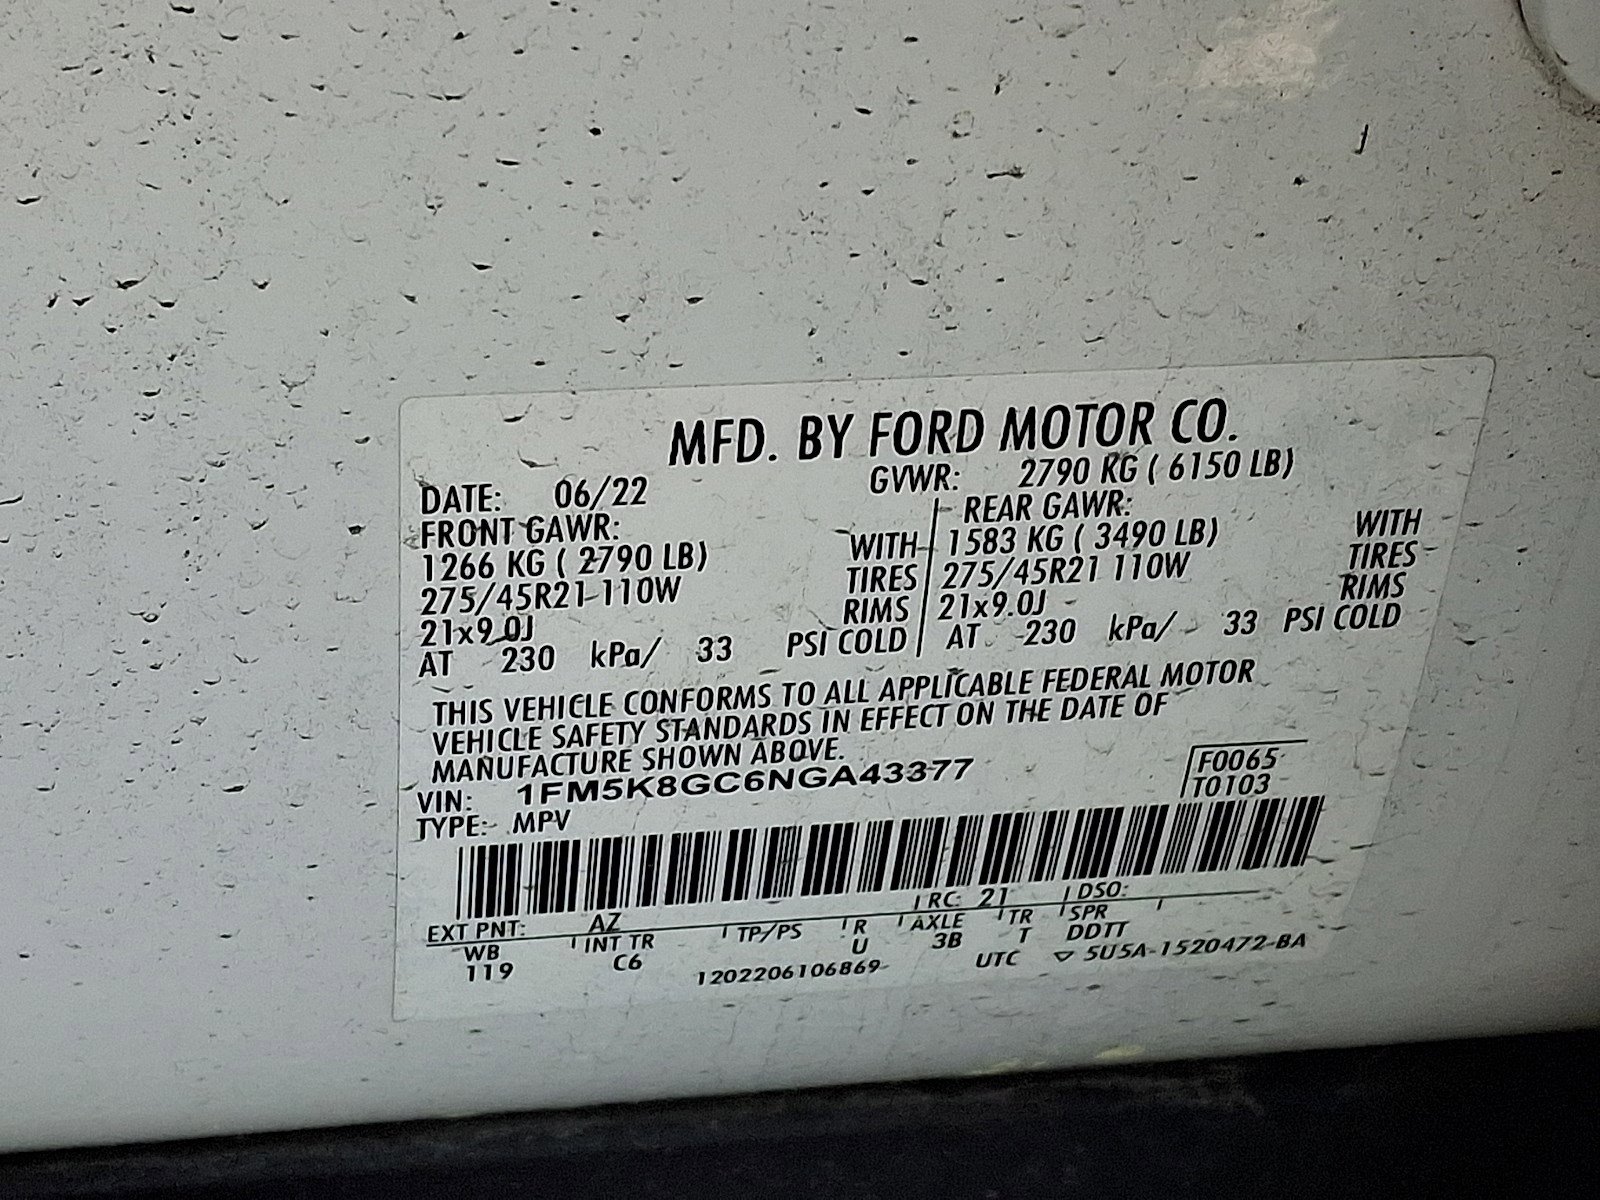 MFD. BY FORD MOTOR CO.
DATE: 06/22 GVWR: 2790 KG ( 6150 LB)
FRONT GAWR: REAR GAWR:
1266 KG ( 2790 LB) WITH 1583 KG ( 3490 LB) WITH
275/45R21 110W TIRES 275/45R21 110W TIRES
21x9.0J RIMS 21x9.0J RIMS
AT 230 kPa/ 33 PSI COLD AT 230 kPa/ 33 PSI COLD
THIS VEHICLE CONFORMS TO ALL APPLICABLE FEDERAL MOTOR
VEHICLE SAFETY STANDARDS IN EFFECT ON THE DATE OF
MANUFACTURE SHOWN ABOVE.
VIN: 1FM5K8GC6NGA43377 F0065
TYPE: MPV T0103
EXT PNT: AZ RC: 21 DSO:
WB INT TR TP/PS R AXLE TR SPR
119 C6 U 3B T DDTT
1202206106869 UTC ▽ 5U5A-1520472-BA